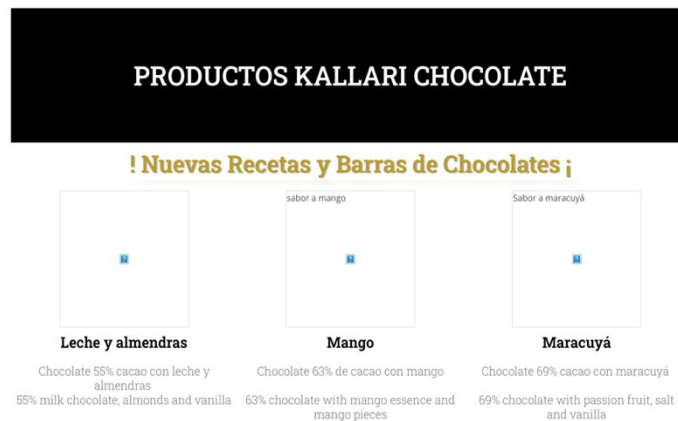 PRODUCTOS KALLARI CHOCOLATE
! Nuevas Recetas y Barras de Chocolates ¡
sabor a mango
Sabor a maracuyá
Leche y almendras
Mango
Maracuyá
Chocolate 55% cacao con leche y
almendras
55% milk chocolate, almonds and vanilla
Chocolate 63% de cacao con mango
63% chocolate with mango essence and
mango pieces
Chocolate 69% cacao con maracuyá
69% chocolate with passion fruit, salt
and vanilla